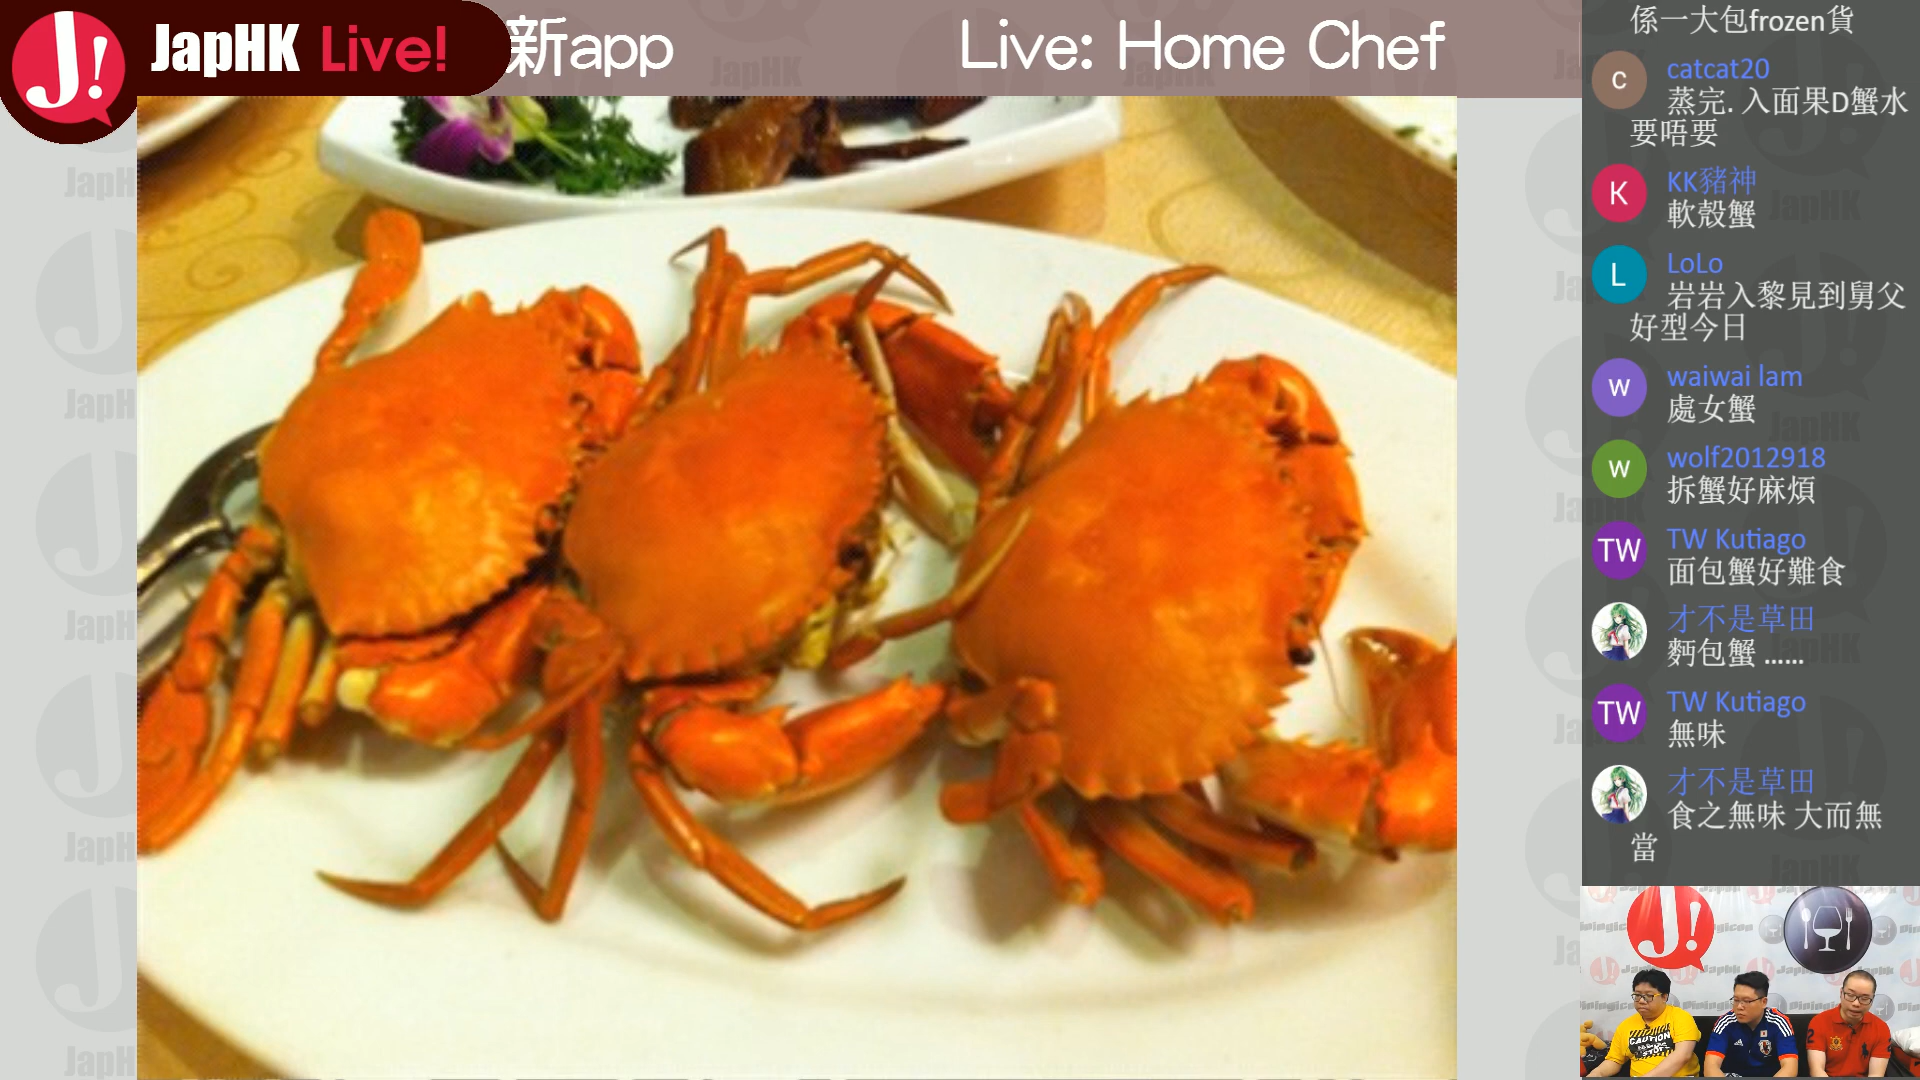 JapHK Live!
新app
Live: Home Chef
係一大包frozen貨
catcat20
蒸完. 入面果D蟹水
要唔要
KK豬神
軟殼蟹
LoLo
岩岩入黎見到舅父
好型今日
waiwai lam
處女蟹
wolf2012918
拆蟹好麻煩
TW Kutiago
面包蟹好難食
才不是草田
麪包蟹 ......
TW Kutiago
無味
才不是草田
食之無味 大而無
當
CAUTION